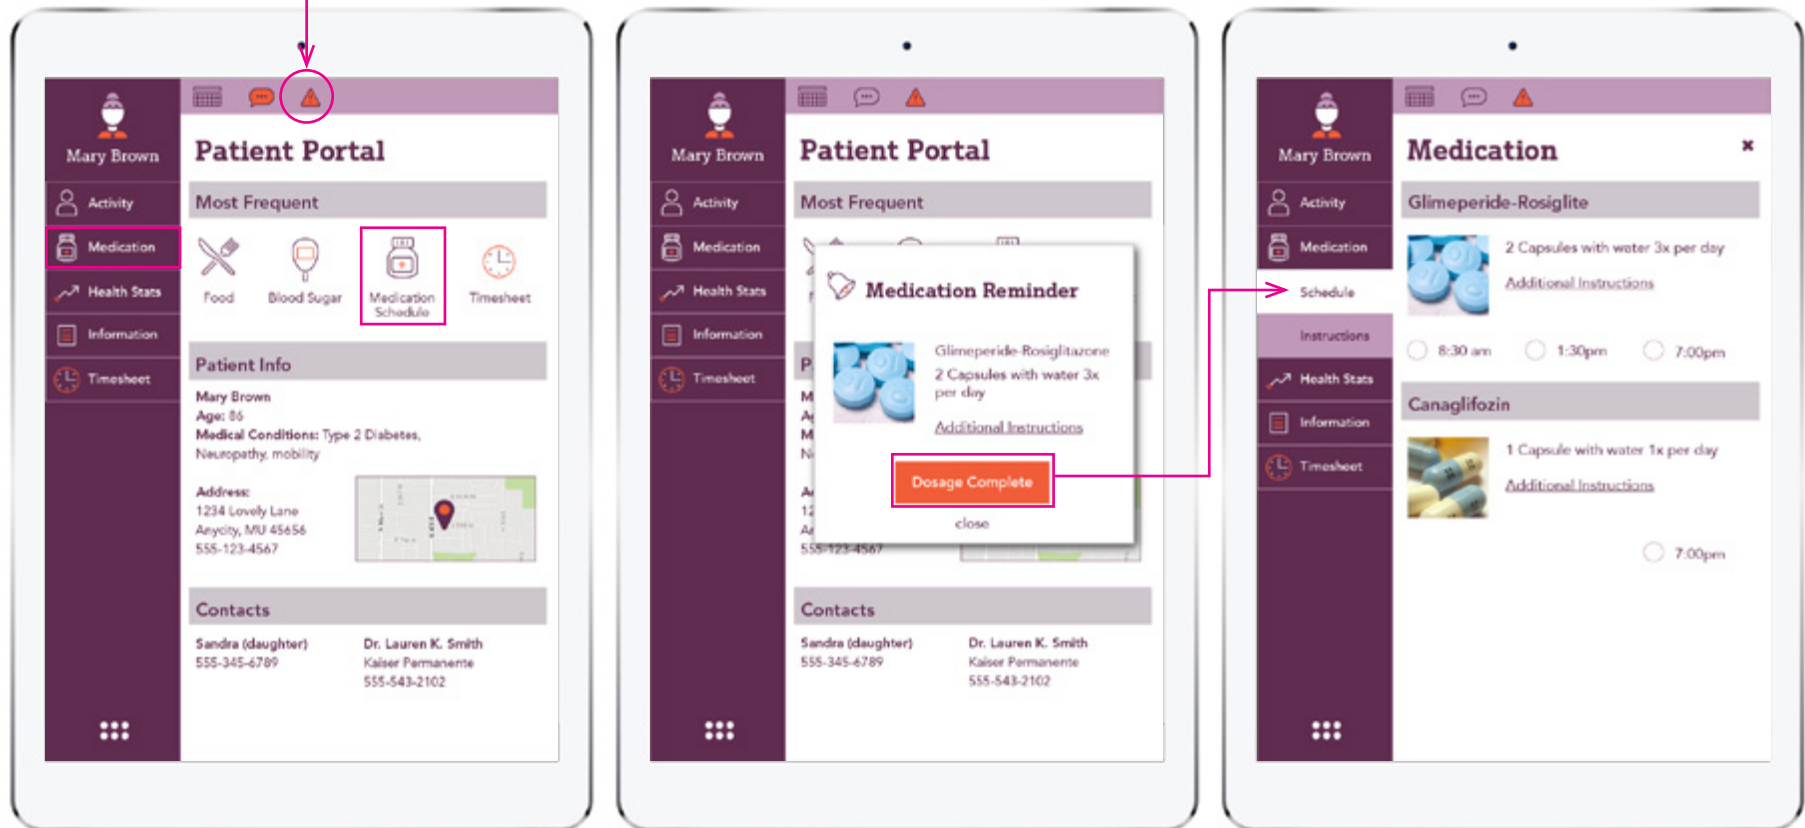 Mary Brown
Activity
Medication
Health Stats
Information
Timesheet
Patient Portal
Most Frequent
Food
Blood Sugar
Medication
Schedule
Timesheet
Patient Info
Mary Brown
Age: 86
Medical Conditions: Type 2 Diabetes,
Neuropathy, mobility
Address:
1234 Lovely Lane
Anycity, MU 45656
555-123-4567
Contacts
Sandra (daughter)
555-345-6789
Dr. Lauren K. Smith
Kaiser Permanente
555-543-2102
Mary Brown
Activity
Medication
Health Stats
Information
Timesheet
Patient Portal
Most Frequent
Medication Reminder
Glimeperide-Rosiglitazone
2 Capsules with water 3x
per day
Additional Instructions
Dosage Complete
close
555-123-4567
Contacts
Sandra (daughter)
555-345-6789
Dr. Lauren K. Smith
Kaiser Permanente
555-543-2102
Mary Brown
Activity
Medication
Schedule
Instructions
Health Stats
Information
Timesheet
Medication
Glimeperide-Rosiglite
2 Capsules with water 3x per day
Additional Instructions
8:30 am
1:30pm
7:00pm
Canaglifozin
1 Capsule with water 1x per day
Additional Instructions
7:00pm